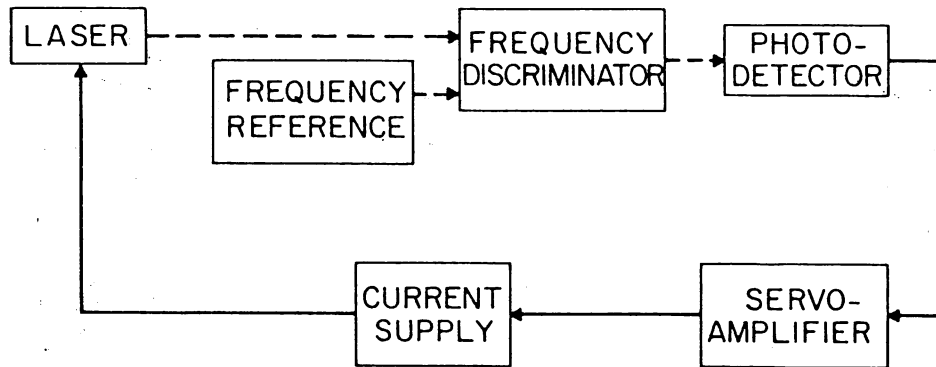 LASER
FREQUENCY
DISCRIMINATOR
PHOTO-
DETECTOR
FREQUENCY
REFERENCE
CURRENT
SUPPLY
SERVO-
AMPLIFIER